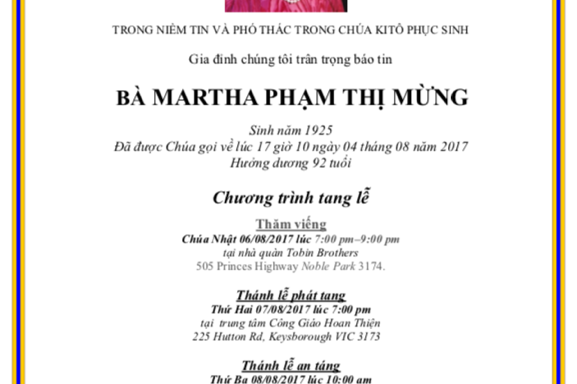 TRONG NIỀM TIN VÀ PHÓ THÁC TRONG CHÚA KITÔ PHỤC SINH
Gia đình chúng tôi trân trọng báo tin
BÀ MARTHA PHẠM THỊ MỪNG
Sinh năm 1925
Đã được Chúa gọi về lúc 17 giờ 10 ngày 04 tháng 08 năm 2017
Hưởng dương 92 tuổi
Chương trình tang lễ
Thăm viếng
Chúa Nhật 06/08/2017 lúc 7:00 pm–9:00 pm
tại nhà quàn Tobin Brothers
505 Princes Highway Noble Park 3174.
Thánh lễ phát tang
Thứ Hai 07/08/2017 lúc 7:00 pm
tại trung tâm Công Giáo Hoan Thiện
225 Hutton Rd, Keysborough VIC 3173
Thánh lễ an táng
Thứ Ba 08/08/2017 lúc 10:00 am